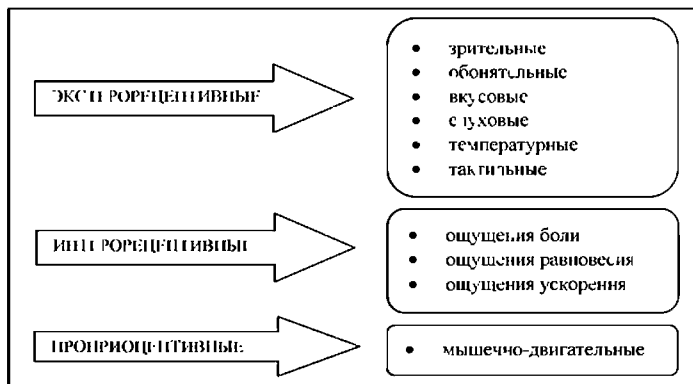 ЭКСТЕРОРЕЦЕПТИВНЫЕ
• зрительные
• обонятельные
• вкусовые
• слуховые
• температурные
• тактильные
ИНТЕРОРЕЦЕПТИВНЫЕ
• ощущения боли
• ощущения равновесия
• ощущения ускорения
ПРОПРИОЦЕПТИВНЫЕ
• мышечно-двигательные